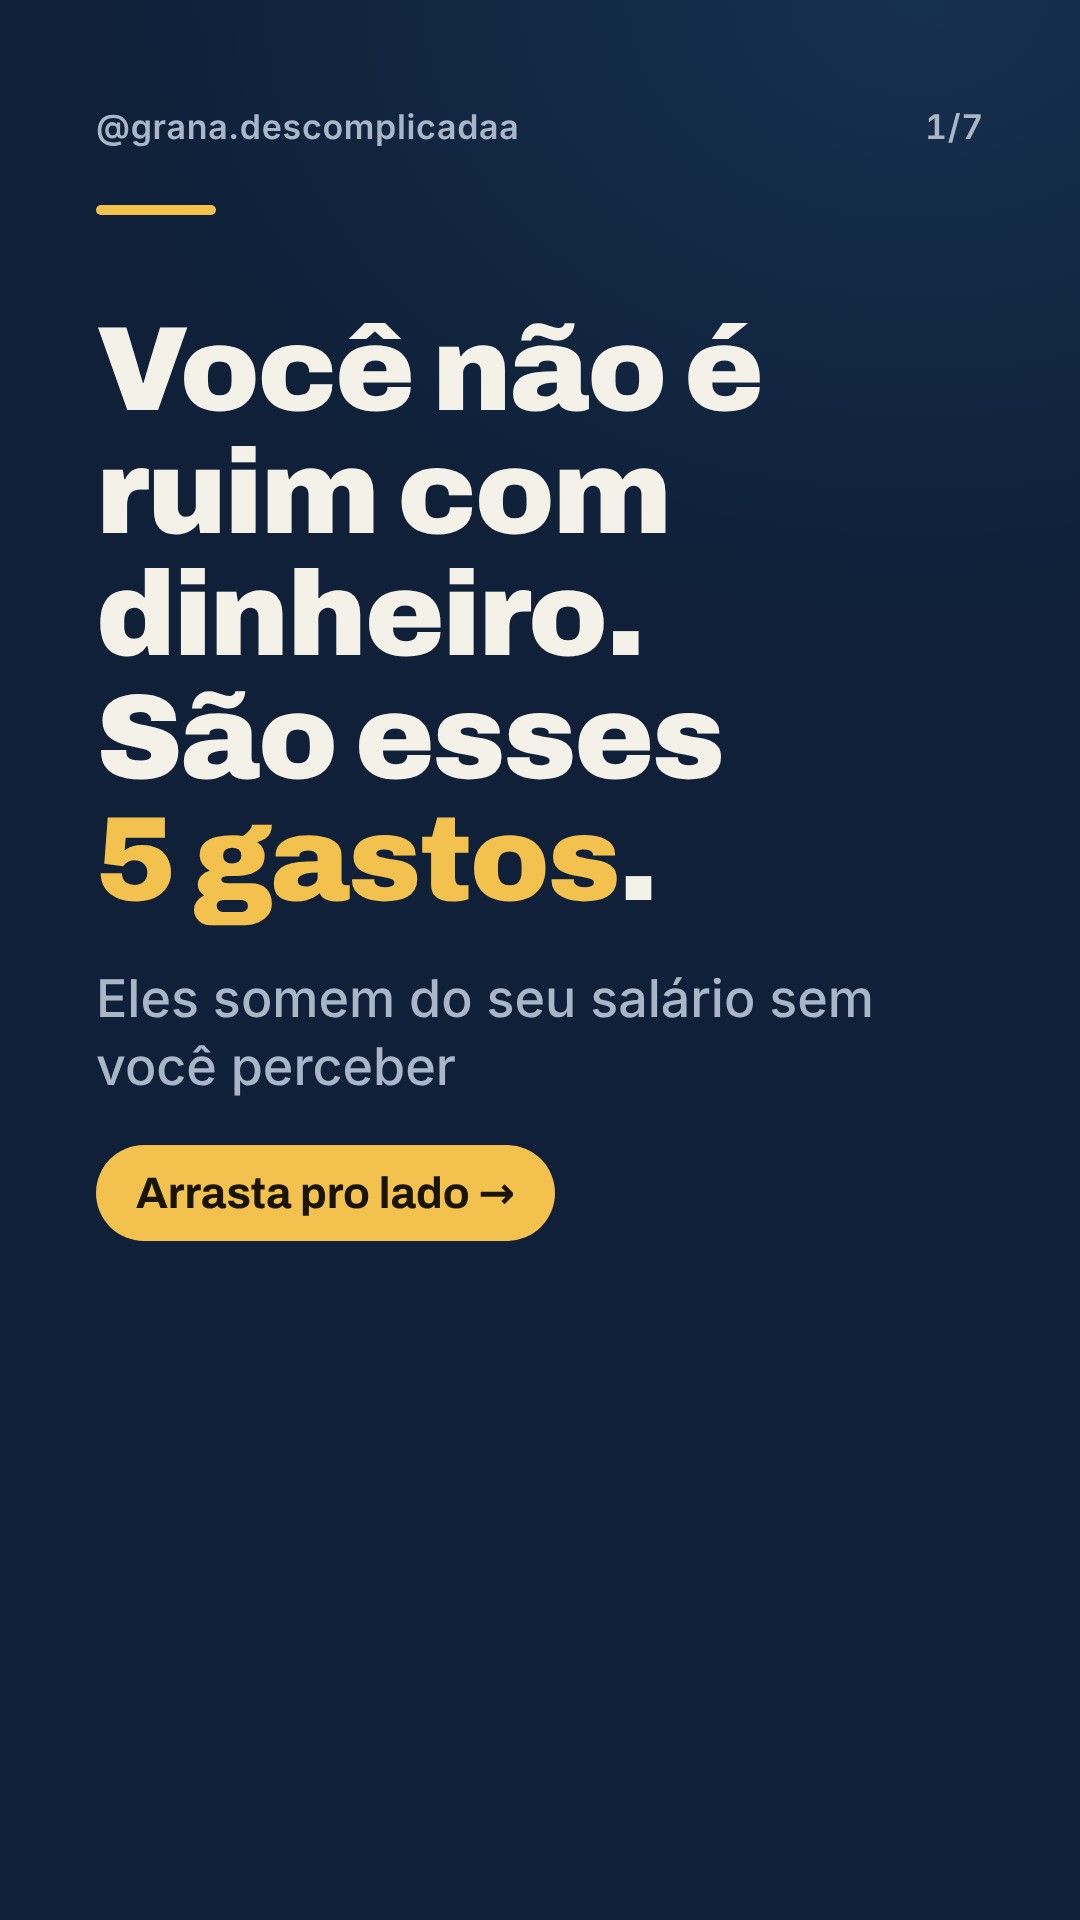 @grana.descomplicadaa
1/7
Você não é
ruim com
dinheiro.
São esses
5 gastos.
Eles somem do seu salário sem
você perceber
Arrasta pro lado →